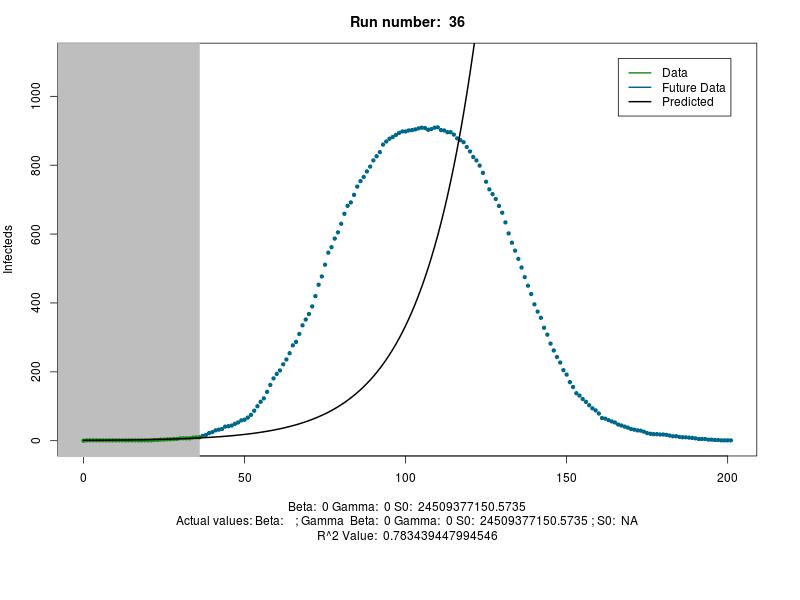 Run number: 36
Data
Future Data
Predicted
Infecteds
1000
800
600
400
200
0
0 50 100 150 200
Beta: 0 Gamma: 0 S0: 24509377150.5735
Actual values: Beta: ; Gamma Beta: 0 Gamma: 0 S0: 24509377150.5735 ; S0: NA
R^2 Value: 0.783439447994546